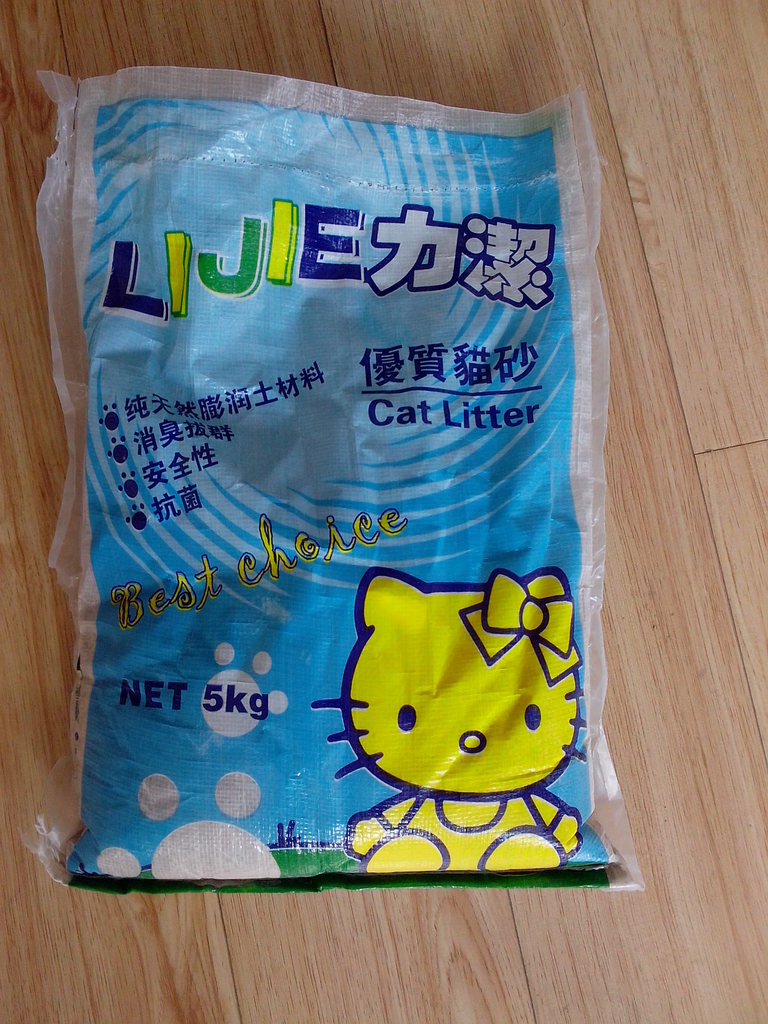 LIJIE力潔
優質貓砂
Cat Litter
纯天然膨润土材料
消臭拔群
安全性
抗菌
Best choice
NET 5kg